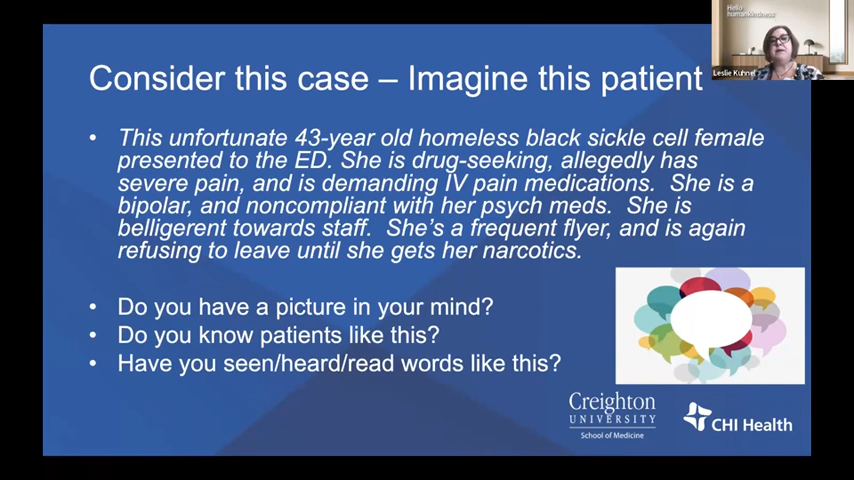 Hello
humankindness
Leslie Kuhnel
Consider this case – Imagine this patient
• This unfortunate 43-year old homeless black sickle cell female
presented to the ED. She is drug-seeking, allegedly has
severe pain, and is demanding IV pain medications.  She is a
bipolar, and noncompliant with her psych meds.  She is
belligerent towards staff.  She's a frequent flyer, and is again
refusing to leave until she gets her narcotics.
• Do you have a picture in your mind?
• Do you know patients like this?
• Have you seen/heard/read words like this?
Creighton
UNIVERSITY
School of Medicine
CHI Health